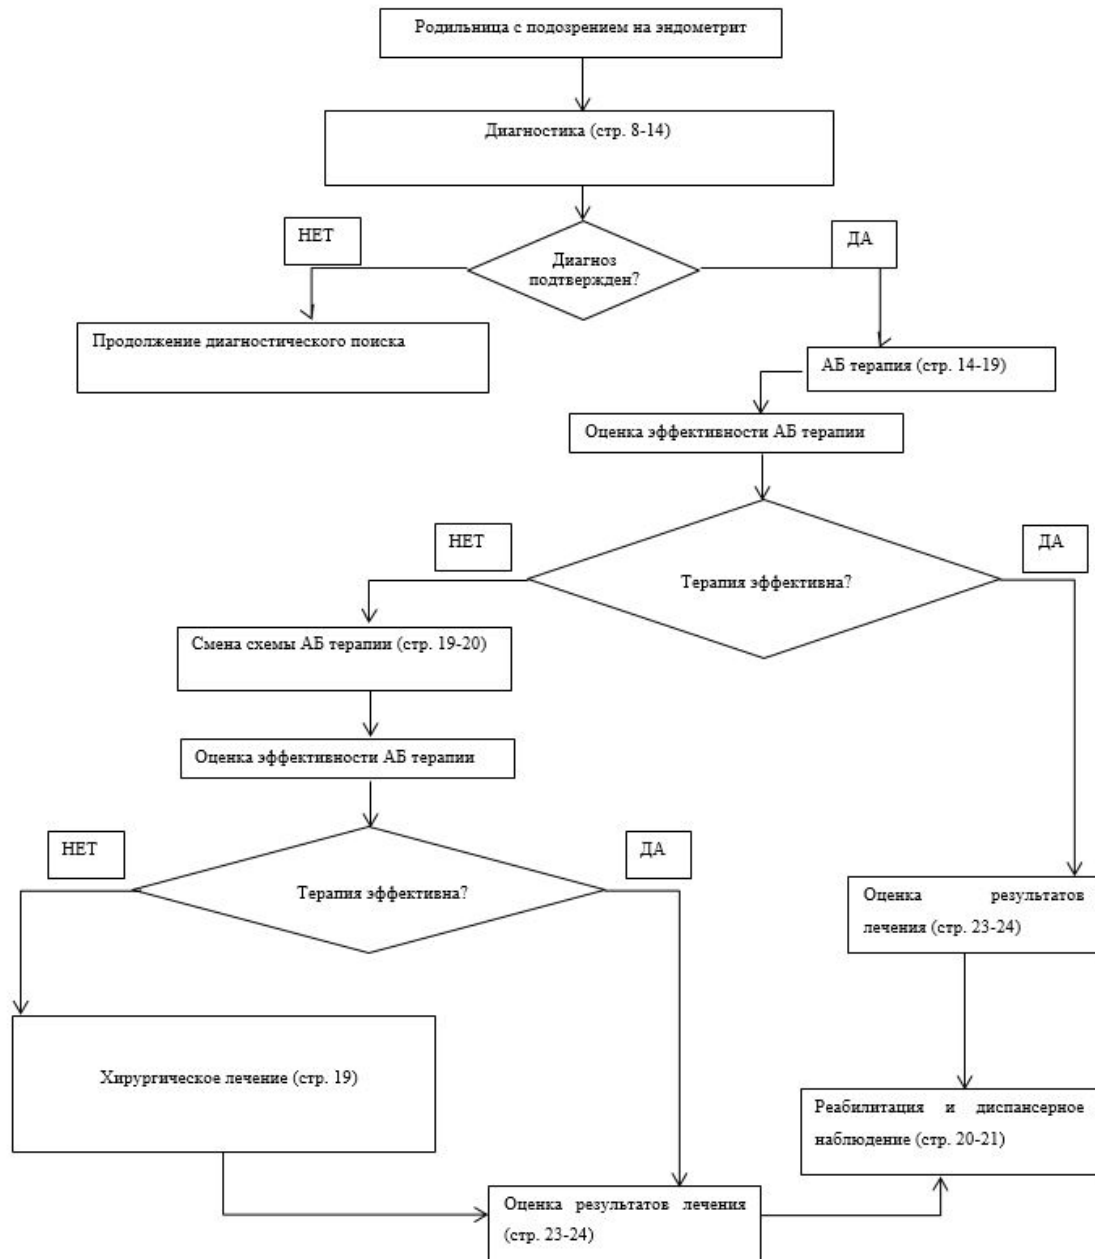 Родильница с подозрением на эндометрит
Диагностика (стр. 8-14)
НЕТ
ДА
Диагноз
подтвержден?
Продолжение диагностического поиска
АБ терапия (стр. 14-19)
Оценка эффективности АБ терапии
НЕТ
ДА
Терапия эффективна?
Смена схемы АБ терапии (стр. 19-20)
Оценка эффективности АБ терапии
НЕТ
ДА
Терапия эффективна?
Оценка результатов
лечения (стр. 23-24)
Хирургическое лечение (стр. 19)
Реабилитация и диспансерное
наблюдение (стр. 20-21)
Оценка результатов лечения
(стр. 23-24)